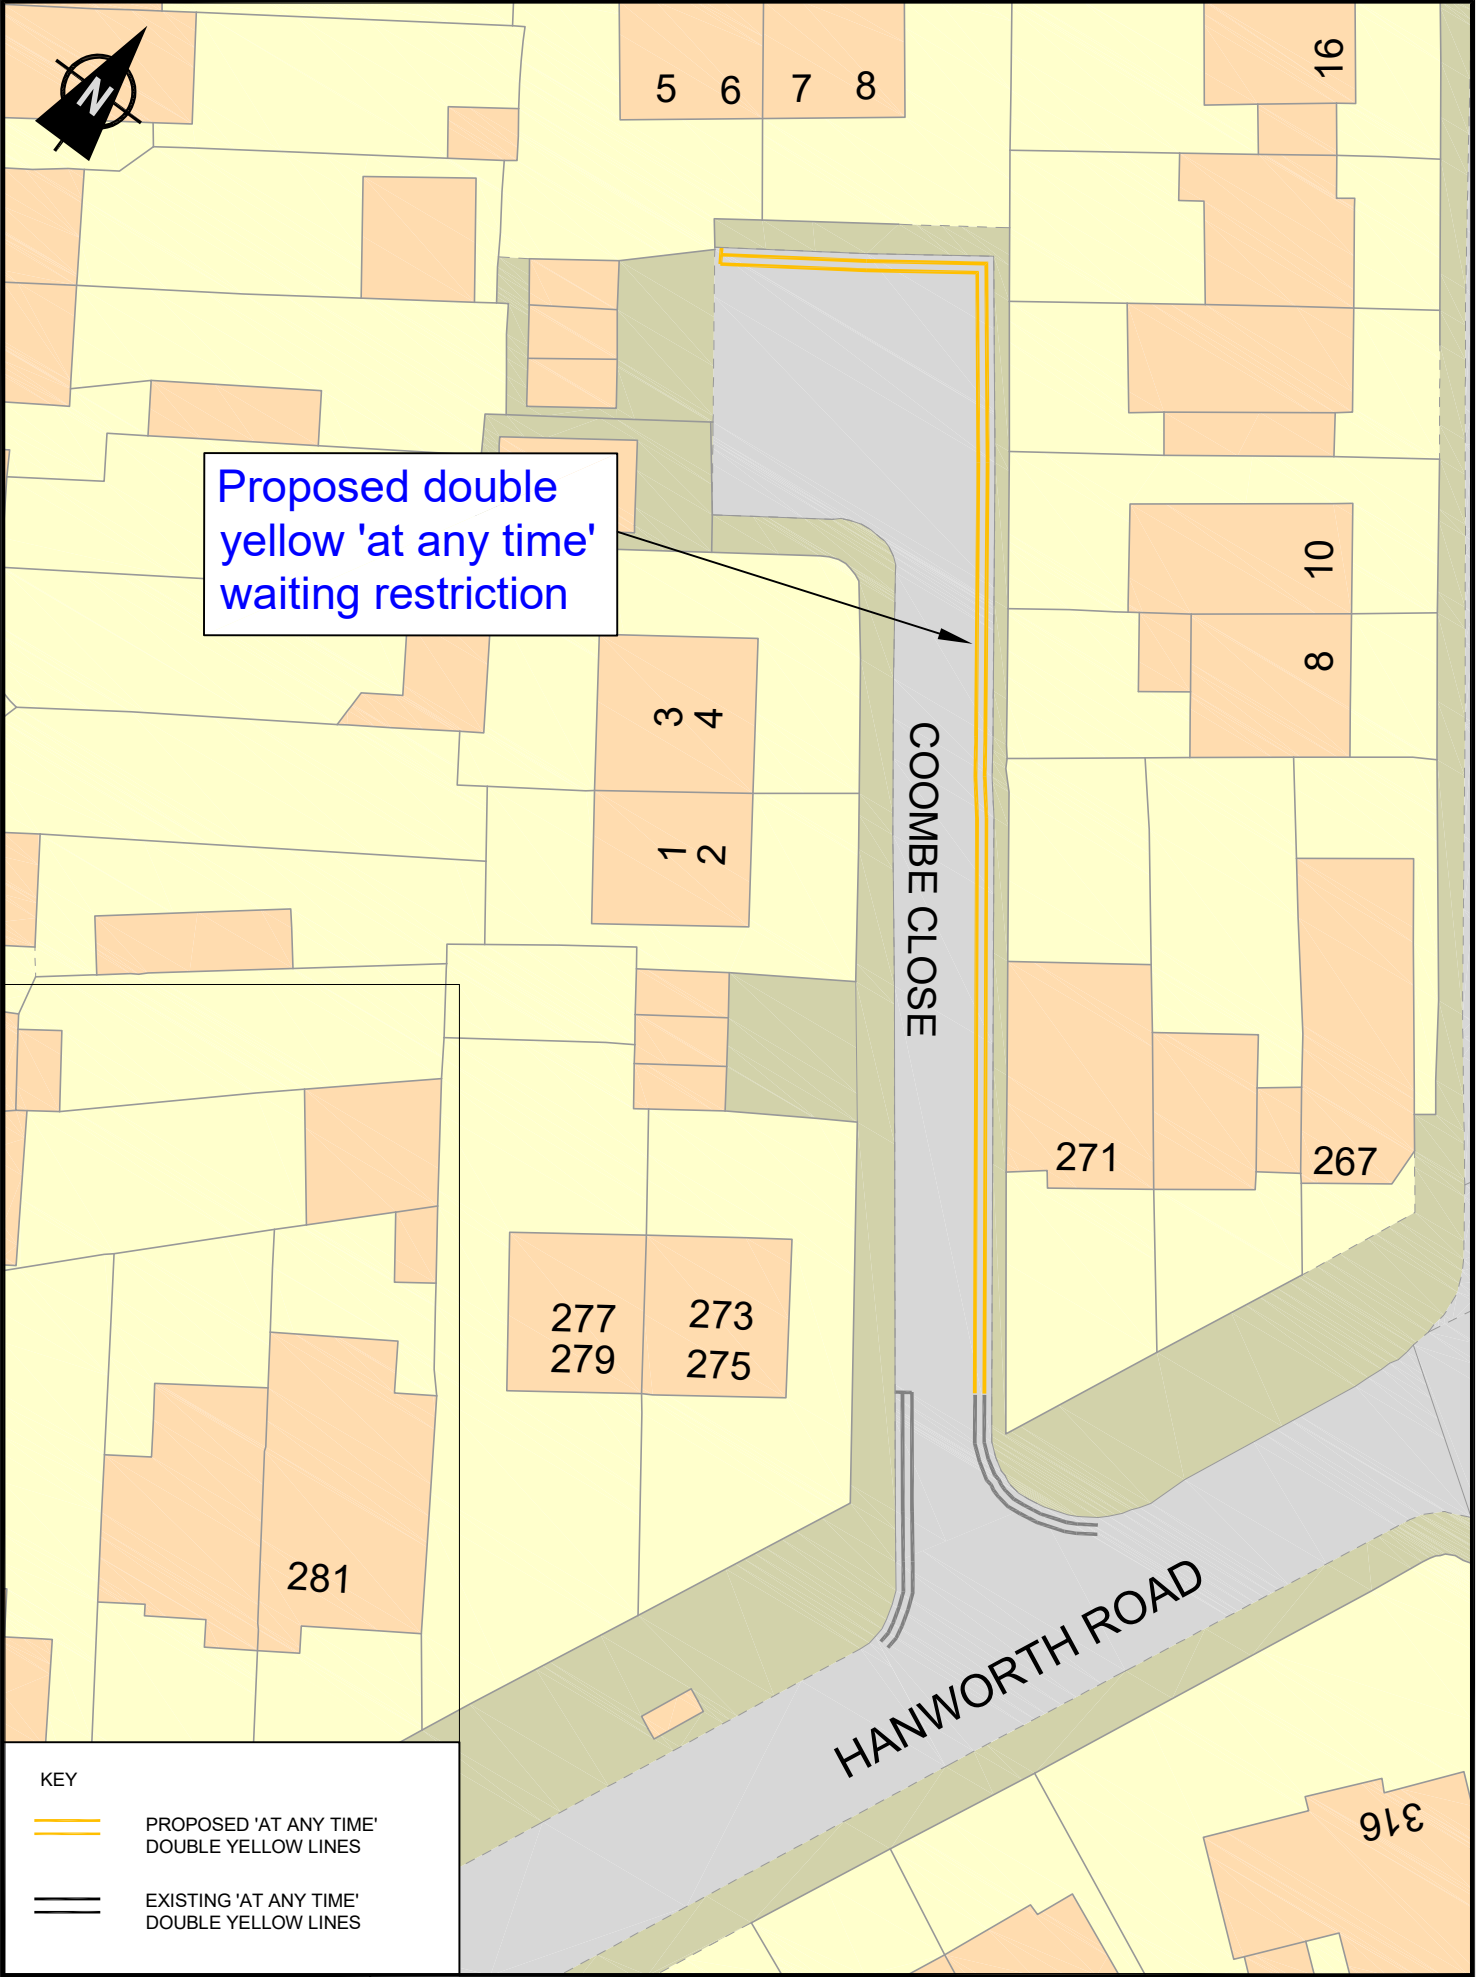 N
5 6 7 8
16
Proposed double
yellow 'at any time'
waiting restriction
10
8
3
4
1
2
COOMBE CLOSE
271
267
277
279
273
275
281
HANWORTH ROAD
316
KEY
PROPOSED 'AT ANY TIME'
DOUBLE YELLOW LINES
EXISTING 'AT ANY TIME'
DOUBLE YELLOW LINES